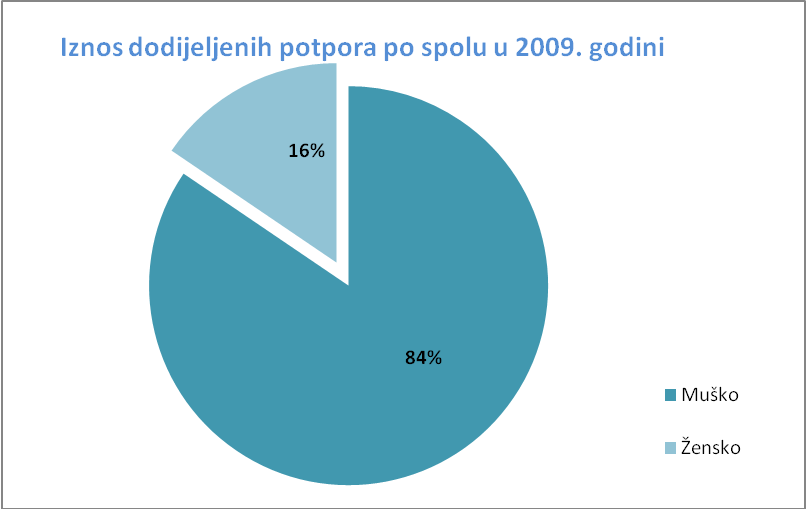 Iznos dodijeljenih potpora po spolu u 2009. godini
16%
84%
Muško
Žensko